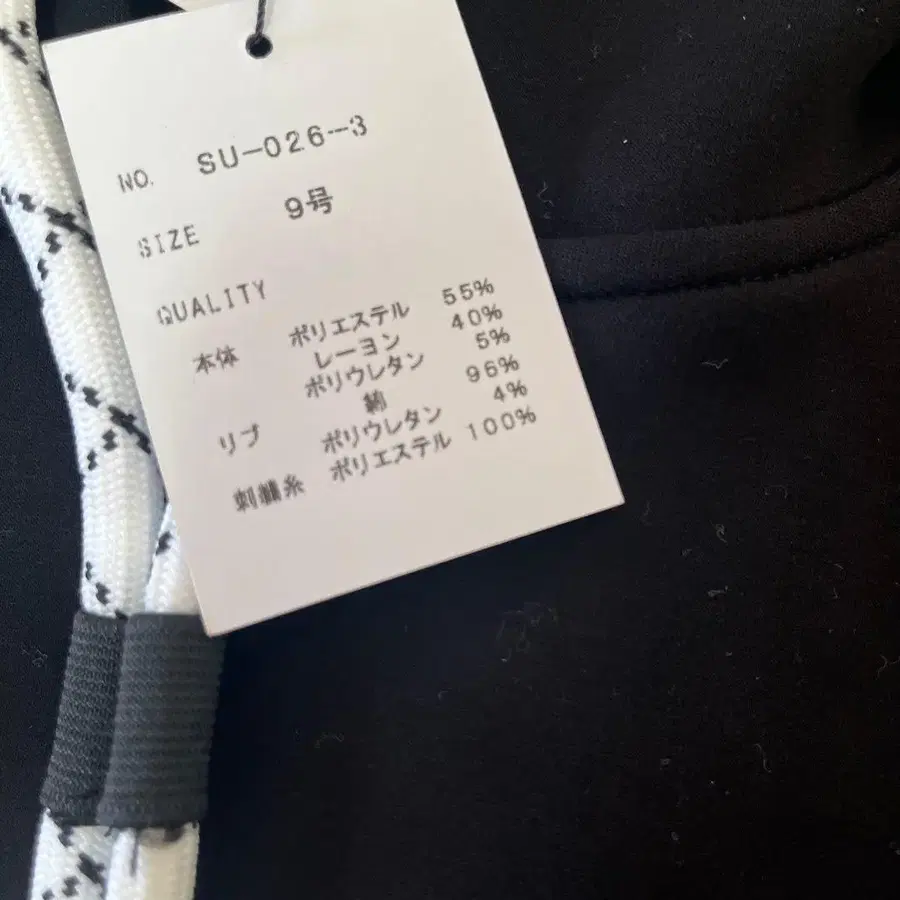 NO. SU-026-3
SIZE 9号
QUALITY
本体 ポリエステル 55%
レーヨン 40%
ポリウレタン 5%
リブ 綿 96%
ポリウレタン 4%
刺繍糸 ポリエステル 100%